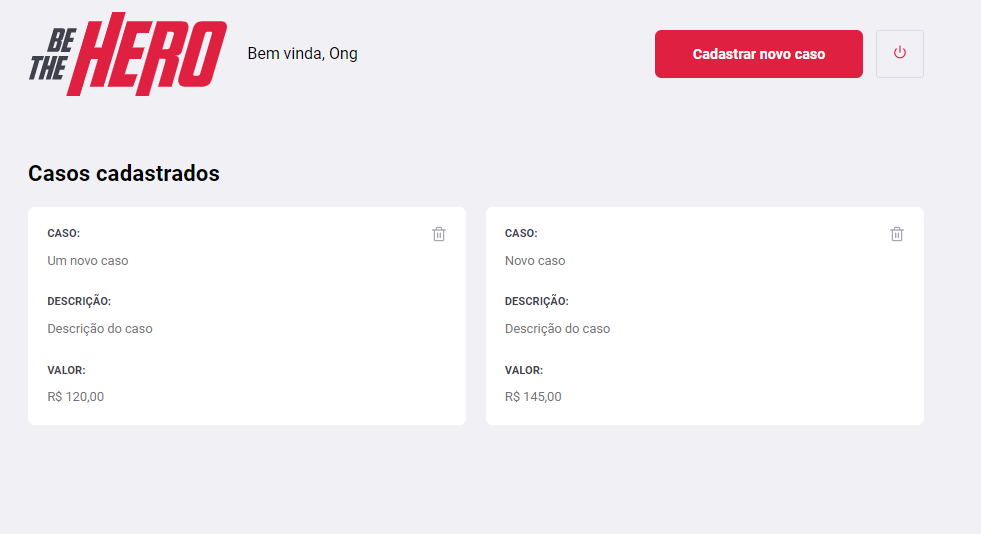 BE
THE HERO
Bem vinda, Ong
Cadastrar novo caso
Casos cadastrados
CASO:
Um novo caso
DESCRIÇÃO:
Descrição do caso
VALOR:
R$ 120,00
CASO:
Novo caso
DESCRIÇÃO:
Descrição do caso
VALOR:
R$ 145,00